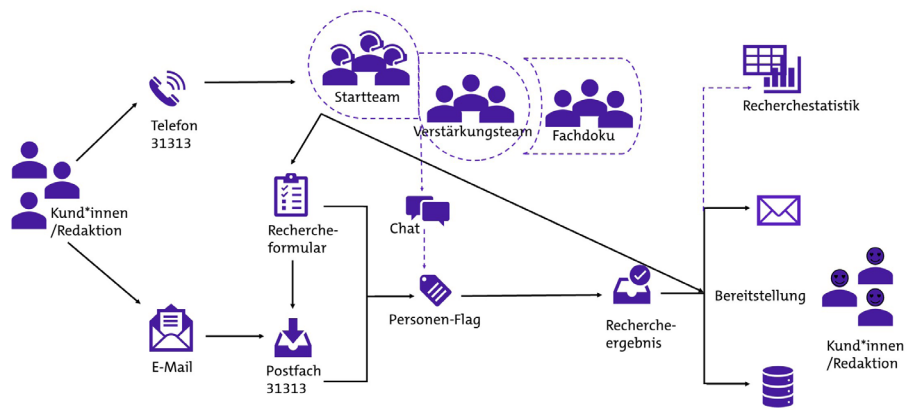 Startteam
Verstärkungsteam
Fachdoku
Recherchestatistik
Telefon
31313
Kund*innen
/Redaktion
Recherche-
formular
Chat
Personen-Flag
Bereitstellung
Recherche-
ergebnis
Kund*innen
/Redaktion
E-Mail
Postfach
31313